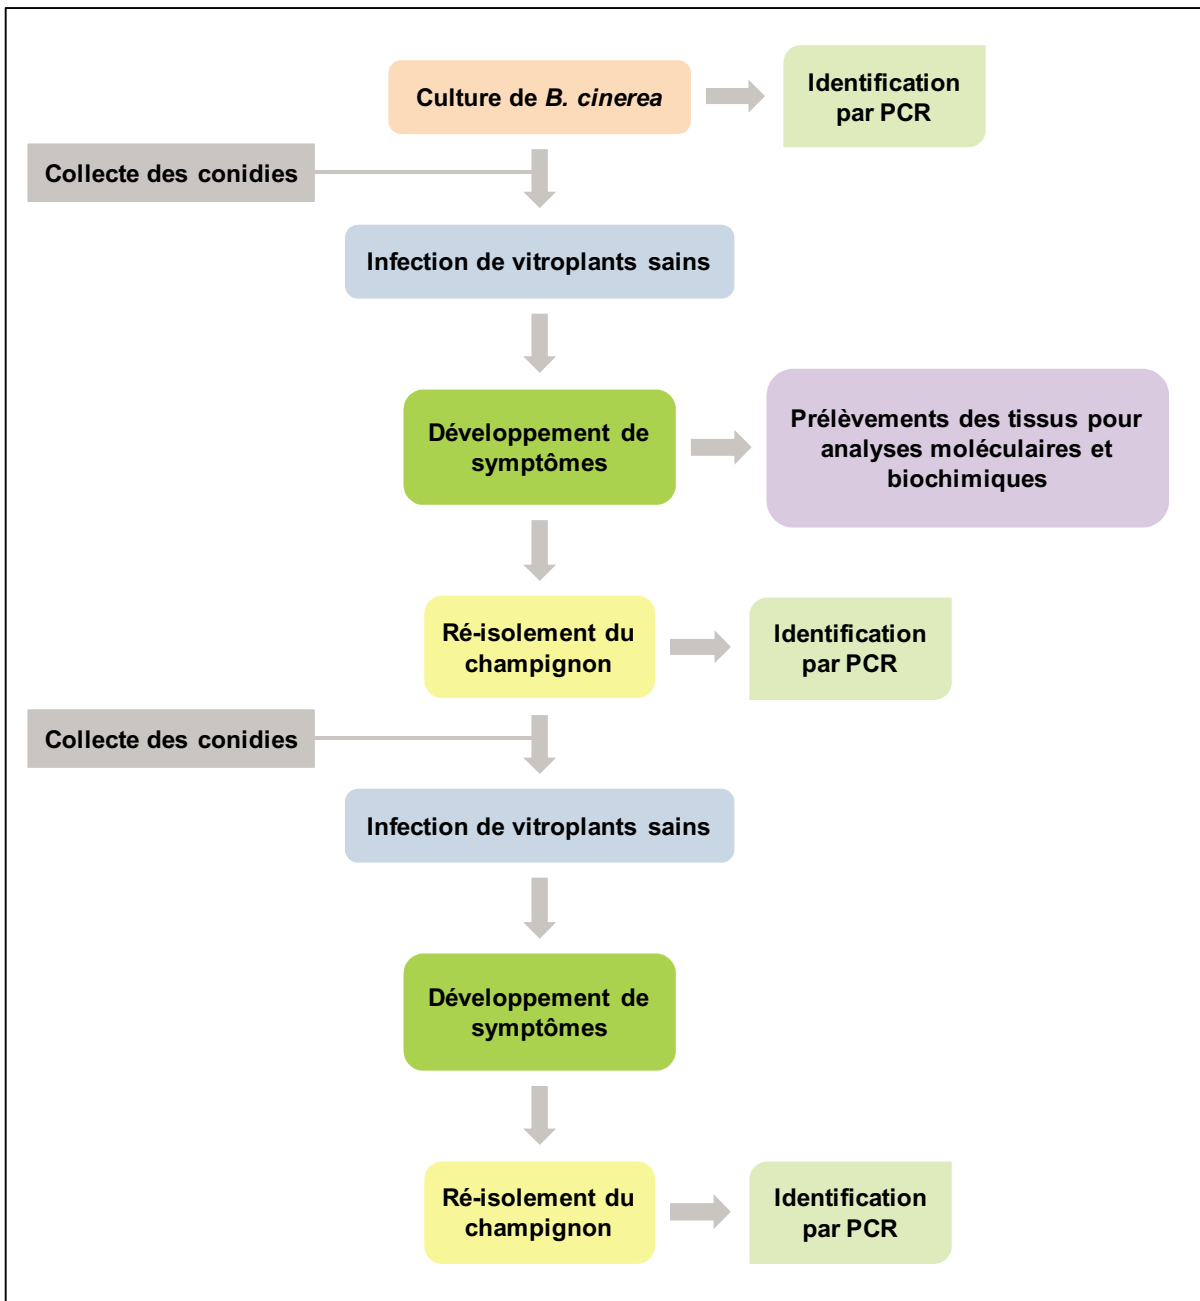 Culture de B. cinerea
Identification
par PCR
Collecte des conidies
Infection de vitroplants sains
Développement de
symptômes
Prélèvements des tissus pour
analyses moléculaires et
biochimiques
Ré-isolement du
champignon
Identification
par PCR
Collecte des conidies
Infection de vitroplants sains
Développement de
symptômes
Ré-isolement du
champignon
Identification
par PCR